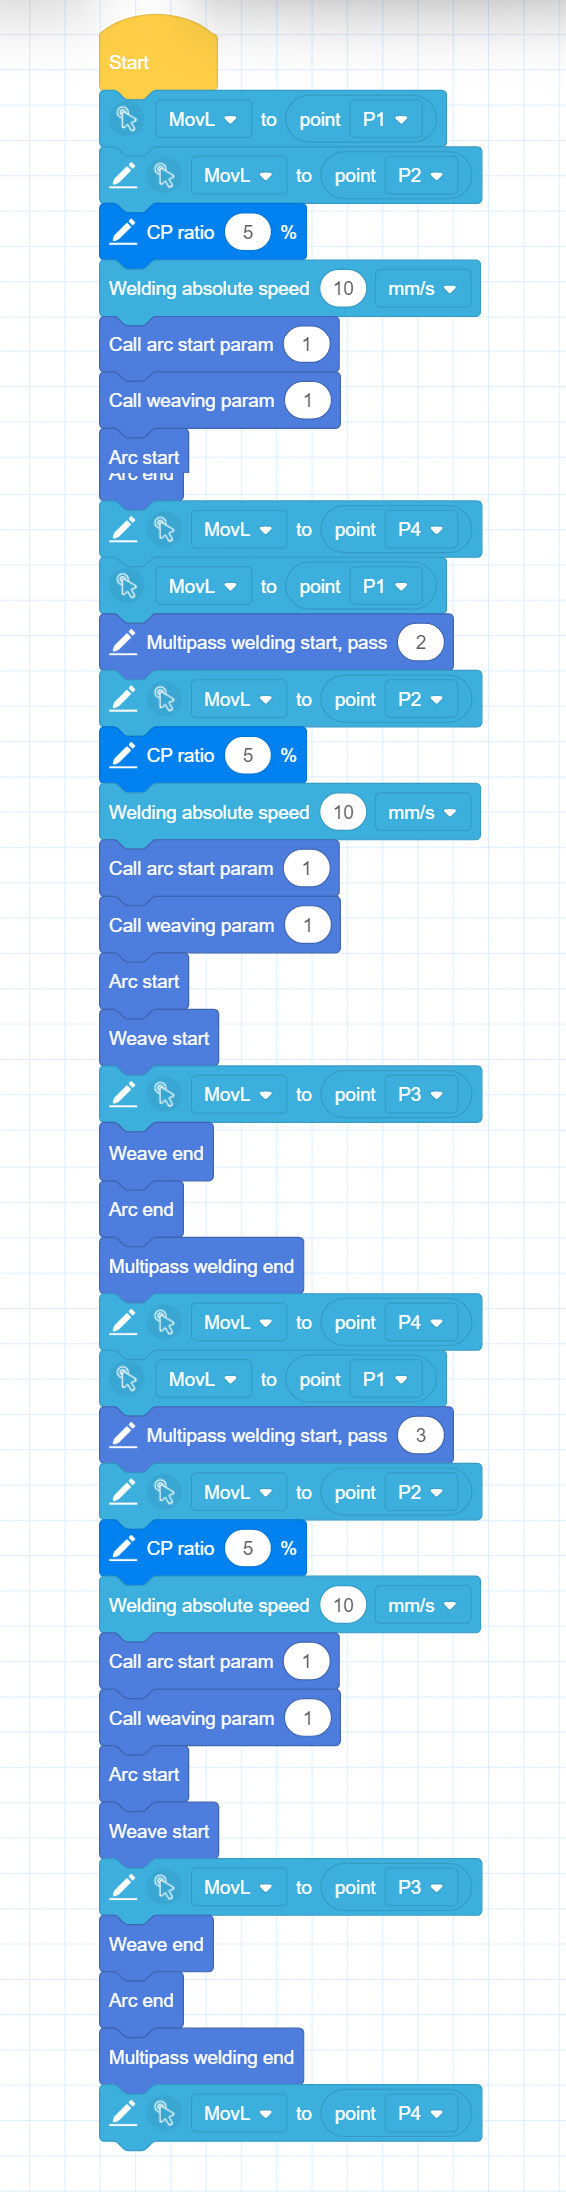 Start
MovL to point P1
MovL to point P2
CP ratio 5 %
Welding absolute speed 10 mm/s
Call arc start param 1
Call weaving param 1
Arc start
Arc end
MovL to point P4
MovL to point P1
Multipass welding start, pass 2
MovL to point P2
CP ratio 5 %
Welding absolute speed 10 mm/s
Call arc start param 1
Call weaving param 1
Arc start
Weave start
MovL to point P3
Weave end
Arc end
Multipass welding end
MovL to point P4
MovL to point P1
Multipass welding start, pass 3
MovL to point P2
CP ratio 5 %
Welding absolute speed 10 mm/s
Call arc start param 1
Call weaving param 1
Arc start
Weave start
MovL to point P3
Weave end
Arc end
Multipass welding end
MovL to point P4